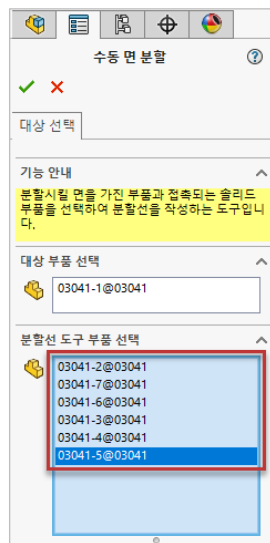 수동 면 분할
대상 선택
기능 안내
분할시킬 면을 가진 부품과 접촉되는 솔리드
부품을 선택하여 분할선을 작성하는 도구입니
다.
대상 부품 선택
03041-1@03041
분할선 도구 부품 선택
03041-2@03041
03041-7@03041
03041-6@03041
03041-3@03041
03041-4@03041
03041-5@03041